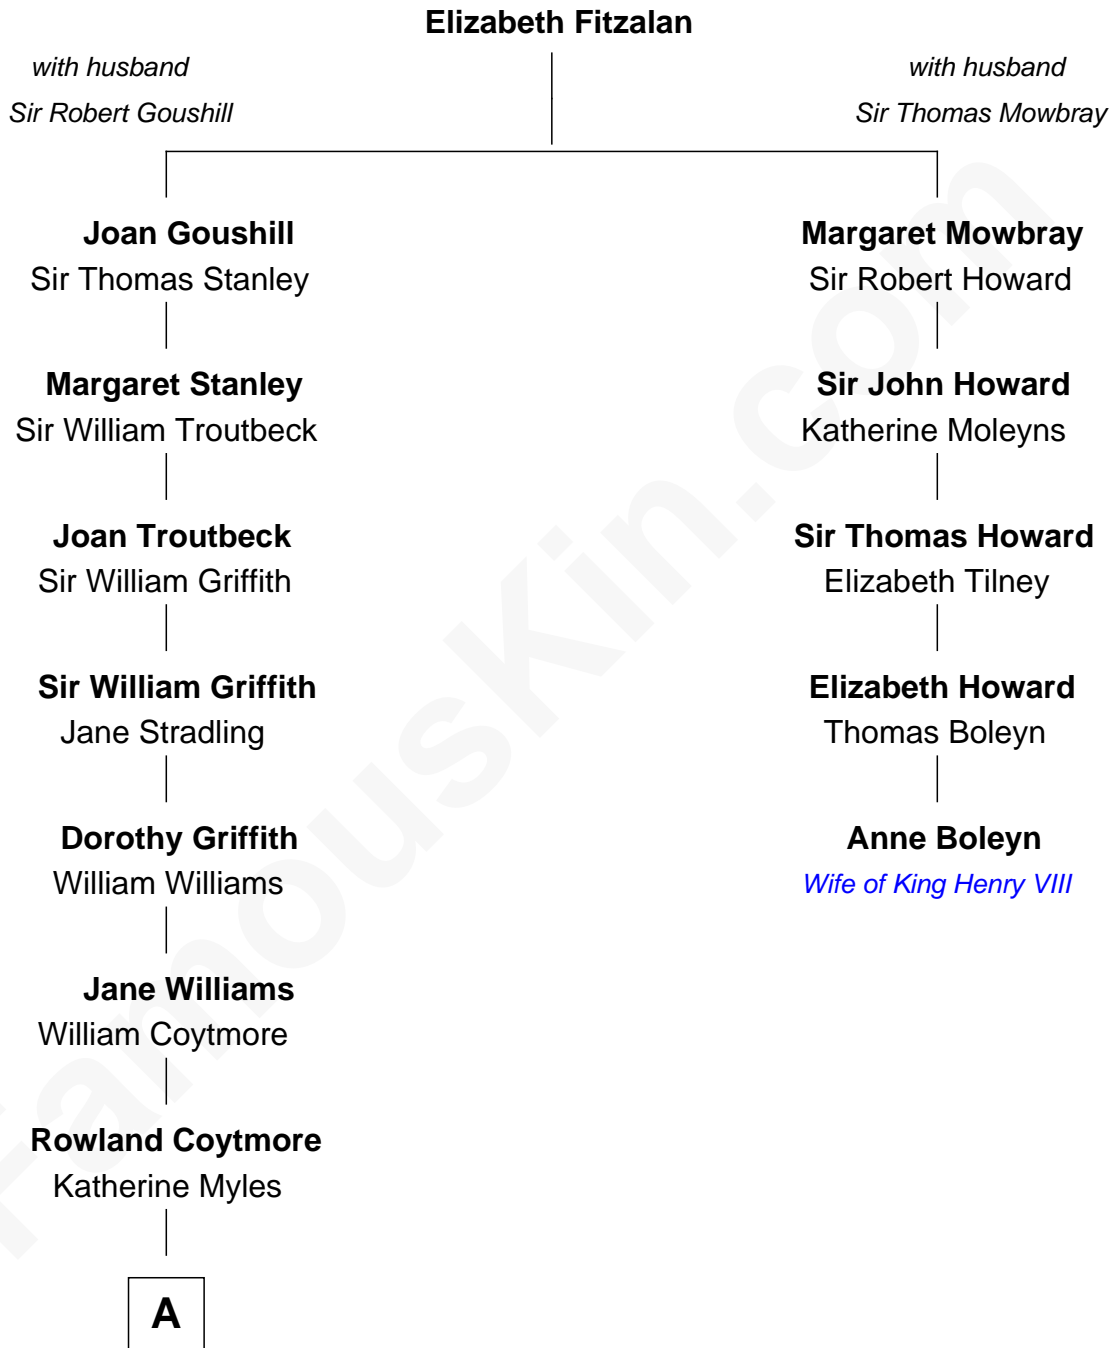 Elizabeth Fitzalan
with husband
Sir Robert Goushill
with husband
Sir Thomas Mowbray
Joan Goushill
Sir Thomas Stanley
Margaret Mowbray
Sir Robert Howard
Margaret Stanley
Sir William Troutbeck
Sir John Howard
Katherine Moleyns
Joan Troutbeck
Sir William Griffith
Sir Thomas Howard
Elizabeth Tilney
Sir William Griffith
Jane Stradling
Elizabeth Howard
Thomas Boleyn
Dorothy Griffith
William Williams
Anne Boleyn
Wife of King Henry VIII
Jane Williams
William Coytmore
Rowland Coytmore
Katherine Myles
A
FamousKin.com